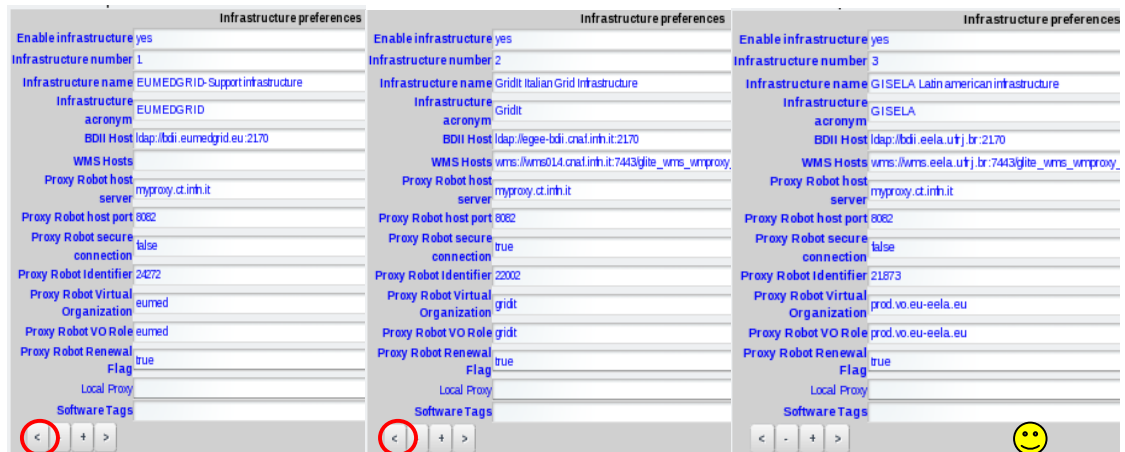 Infrastructure preferences
Enable infrastructure yes
Infrastructure number 1
Infrastructure name EUMEDGRID-Support infrastructure
Infrastructure
acronym EUMEDGRID
BDII Host ldap://bdii.eumedgrid.eu:2170
WMS Hosts
Proxy Robot host
server myproxy.ct.infn.it
Proxy Robot host port 8082
Proxy Robot secure
connection false
Proxy Robot Identifier 24272
Proxy Robot Virtual
Organization eumed
Proxy Robot VO Role eumed
Proxy Robot Renewal
Flag true
Local Proxy
Software Tags
< + >
Infrastructure preferences
Enable infrastructure yes
Infrastructure number 2
Infrastructure name GridIt Italian Grid Infrastructure
Infrastructure
acronym GridIt
BDII Host ldap://egee-bdii.cnaf.infn.it:2170
WMS Hosts wms://wms014.cnaf.infn.it:7443/glite_wms_wmproxy_
Proxy Robot host
server myproxy.ct.infn.it
Proxy Robot host port 8082
Proxy Robot secure
connection true
Proxy Robot Identifier 22002
Proxy Robot Virtual
Organization gridit
Proxy Robot VO Role gridit
Proxy Robot Renewal
Flag true
Local Proxy
Software Tags
< + >
Infrastructure preferences
Enable infrastructure yes
Infrastructure number 3
Infrastructure name GISELA Latin american infrastructure
Infrastructure
acronym GISELA
BDII Host ldap://bdii.eela.ufrj.br:2170
WMS Hosts wms://wms.eela.ufrj.br:7443/glite_wms_wmproxy_
Proxy Robot host
server myproxy.ct.infn.it
Proxy Robot host port 8082
Proxy Robot secure
connection false
Proxy Robot Identifier 21873
Proxy Robot Virtual
Organization prod.vo.eu-eela.eu
Proxy Robot VO Role prod.vo.eu-eela.eu
Proxy Robot Renewal
Flag true
Local Proxy
Software Tags
< - + >